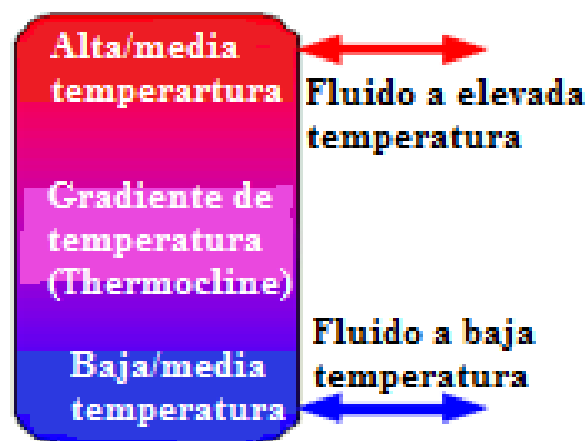 Alta/media
temperartura
Fluido a elevada
temperatura
Gradiente de
temperatura
(Thermocline)
Fluido a baja
temperatura
Baja/media
temperatura